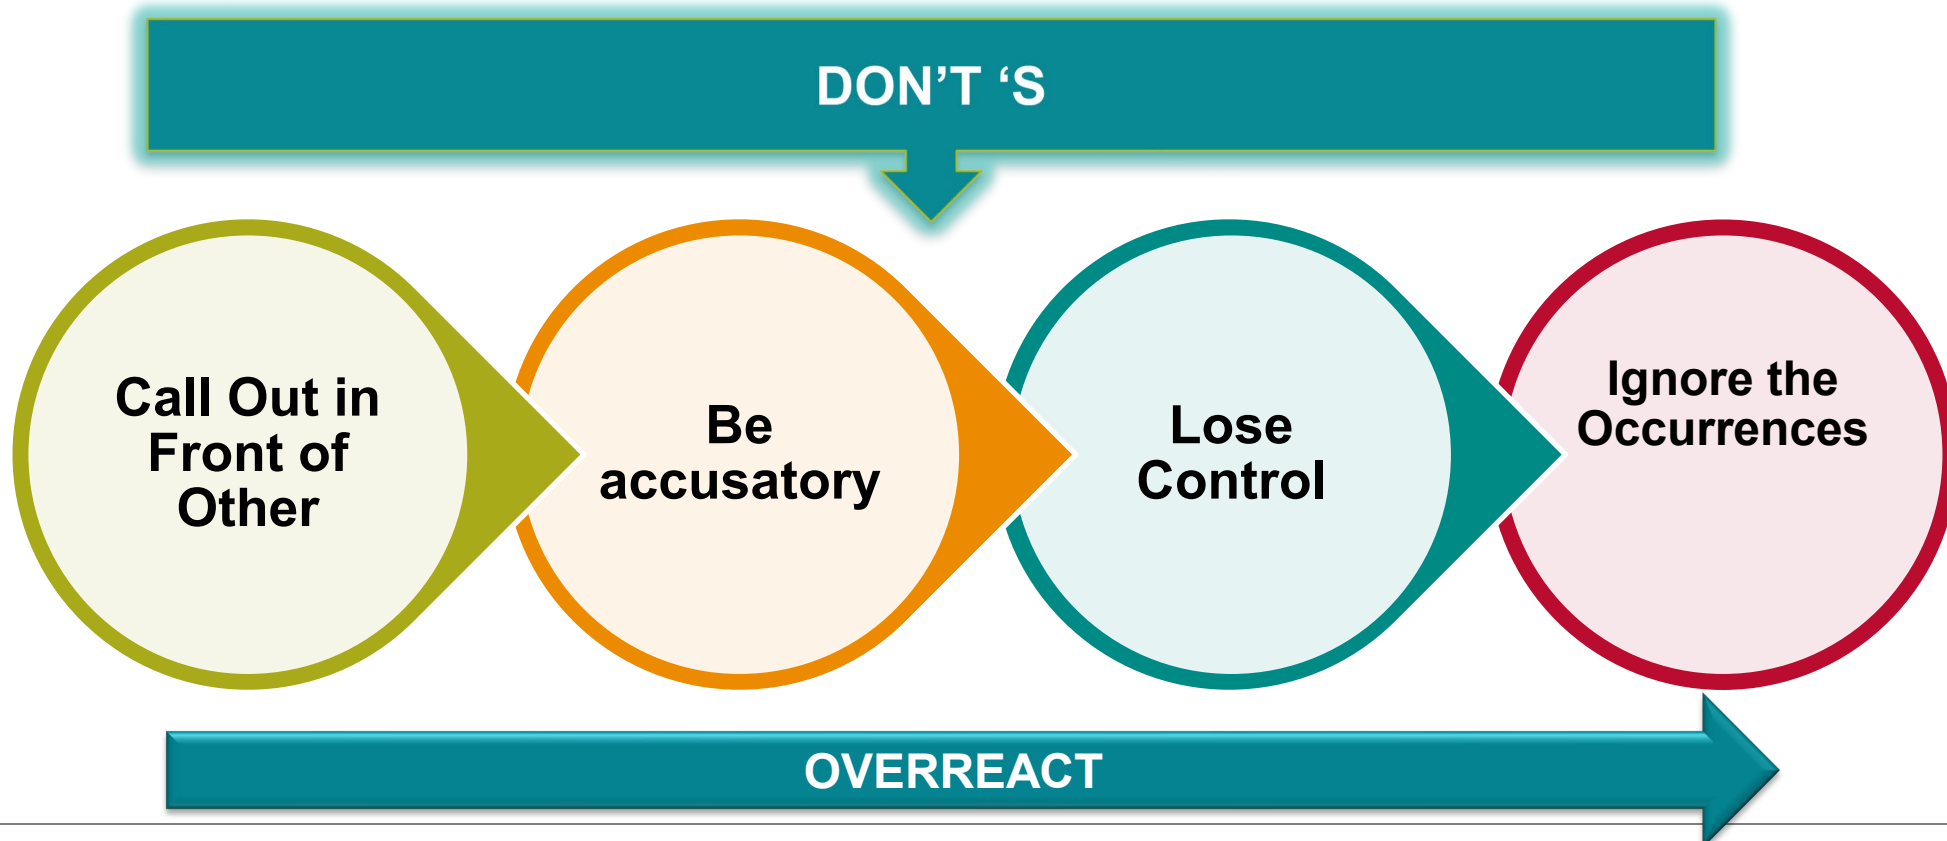 DON’T ‘S
Call Out in
Front of
Other
Be
accusatory
Lose
Control
Ignore the
Occurrences
OVERREACT